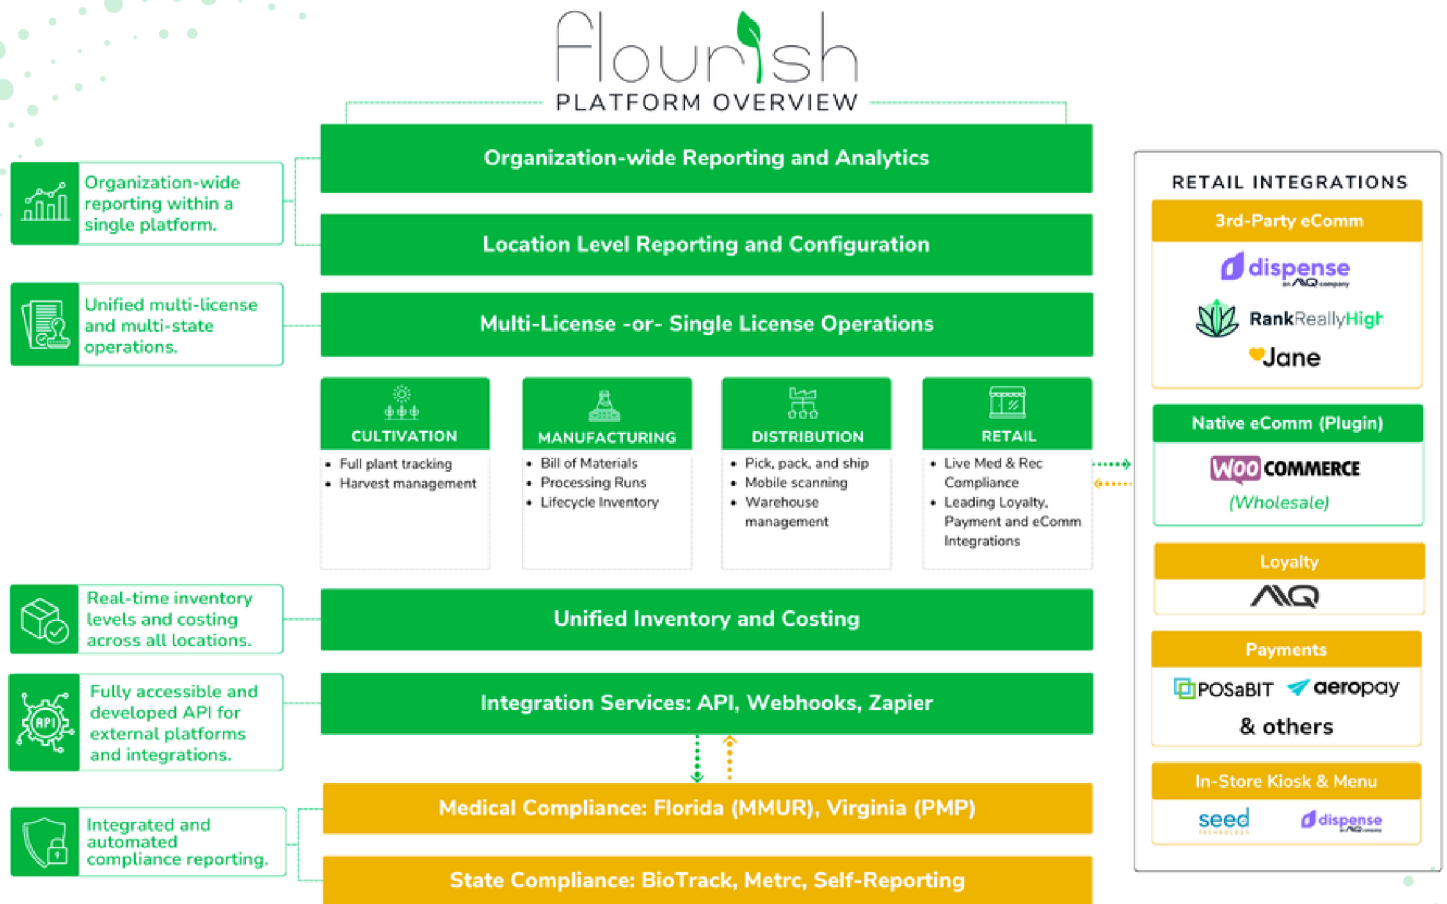 flourish
PLATFORM OVERVIEW
Organization-wide Reporting and Analytics
Organization-wide
reporting within a
single platform.
Location Level Reporting and Configuration
Unified multi-license
and multi-state
operations.
Multi-License -or- Single License Operations
CULTIVATION
• Full plant tracking
• Harvest management
MANUFACTURING
• Bill of Materials
• Processing Runs
• Lifecycle Inventory
DISTRIBUTION
• Pick, pack, and ship
• Mobile scanning
• Warehouse
management
RETAIL
• Live Med & Rec
Compliance
• Leading Loyalty,
Payment and eComm
Integrations
Real-time inventory
levels and costing
across all locations.
Unified Inventory and Costing
API
Fully accessible and
developed API for
external platforms
and integrations.
Integration Services: API, Webhooks, Zapier
Integrated and
automated
compliance reporting.
Medical Compliance: Florida (MMUR), Virginia (PMP)
State Compliance: BioTrack, Metrc, Self-Reporting
RETAIL INTEGRATIONS
3rd-Party eComm
dispense
an AIQ company
RankReallyHigh
Jane
Native eComm (Plugin)
WOO COMMERCE
(Wholesale)
Loyalty
AIQ
Payments
POSaBIT aeropay
& others
In-Store Kiosk & Menu
seed
TECHNOLOGY
dispense
an AIQ company